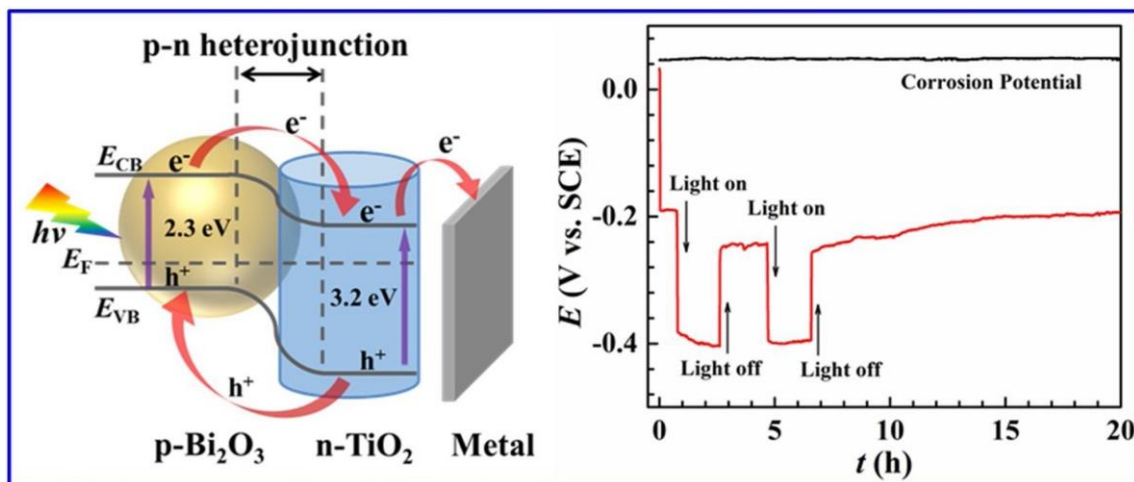 p-n heterojunction
e⁻
e⁻
E_CB
e⁻
e⁻
hν
2.3 eV
E_F
h⁺
3.2 eV
E_VB
h⁺
h⁺
p-Bi₂O₃
n-TiO₂
Metal
E (V vs. SCE)
0.0
-0.2
-0.4
Corrosion Potential
Light on
Light on
Light off
Light off
0
5
10
15
20
t (h)